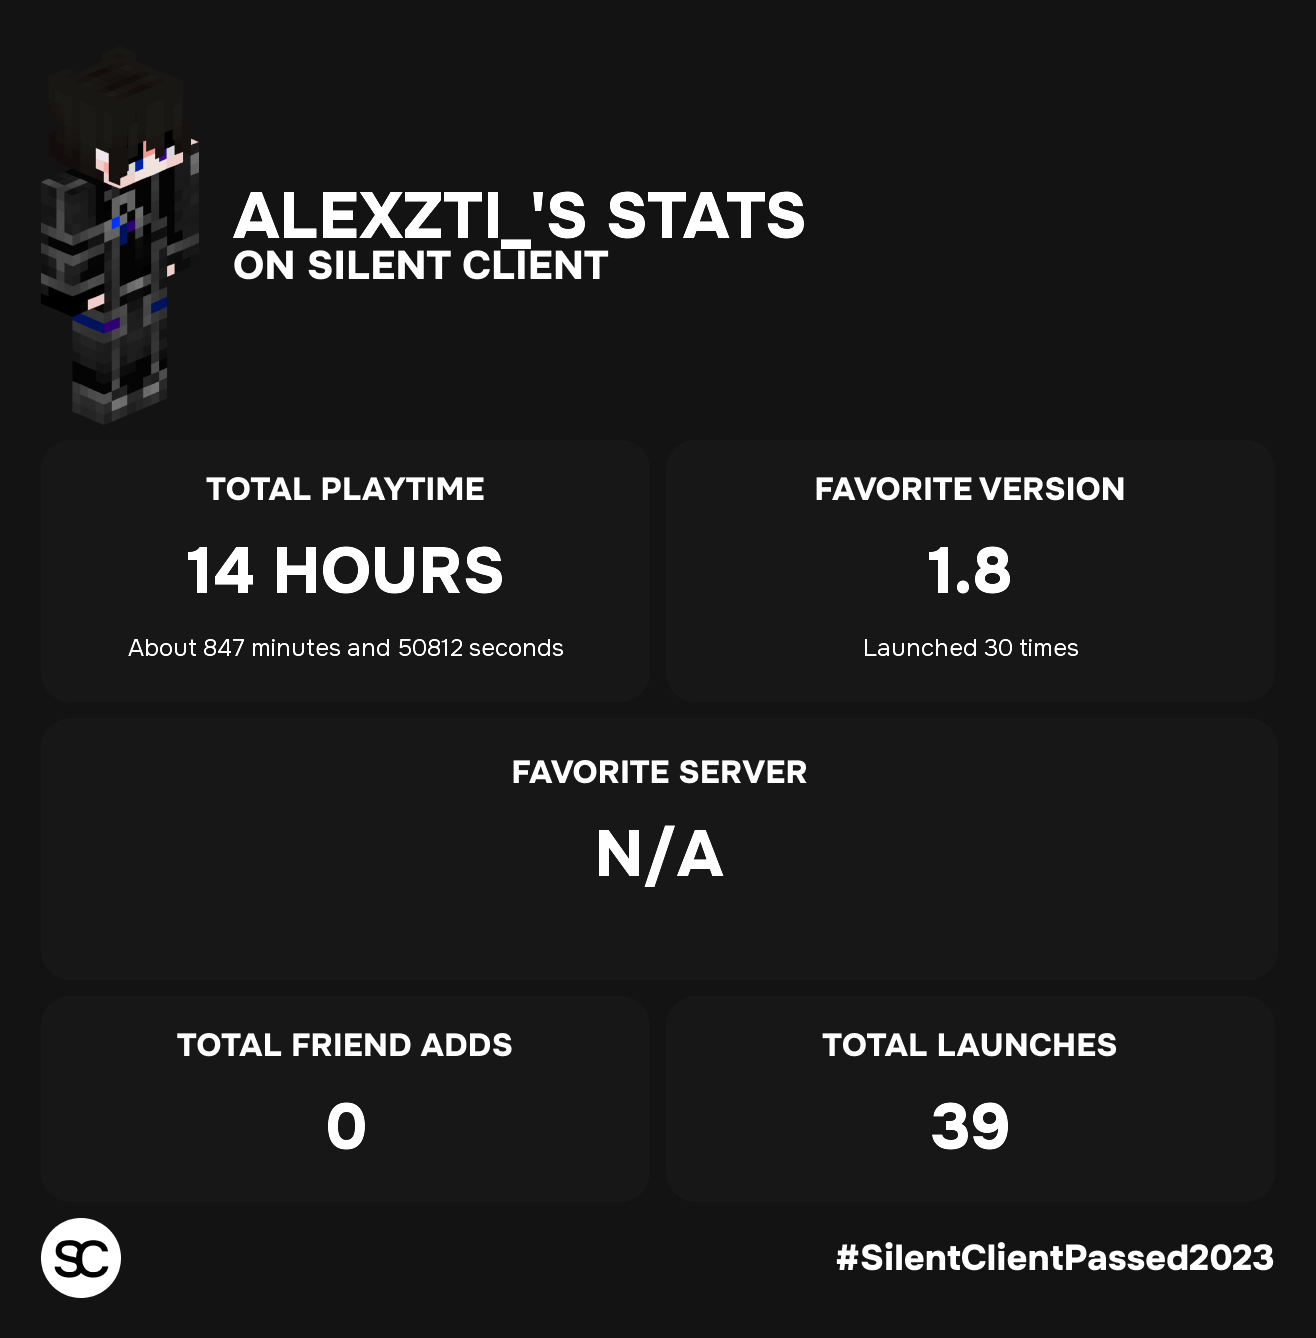 ALEXZTI_'S STATS
ON SILENT CLIENT
TOTAL PLAYTIME
14 HOURS
About 847 minutes and 50812 seconds
FAVORITE VERSION
1.8
Launched 30 times
FAVORITE SERVER
N/A
TOTAL FRIEND ADDS
0
TOTAL LAUNCHES
39
SC
#SilentClientPassed2023